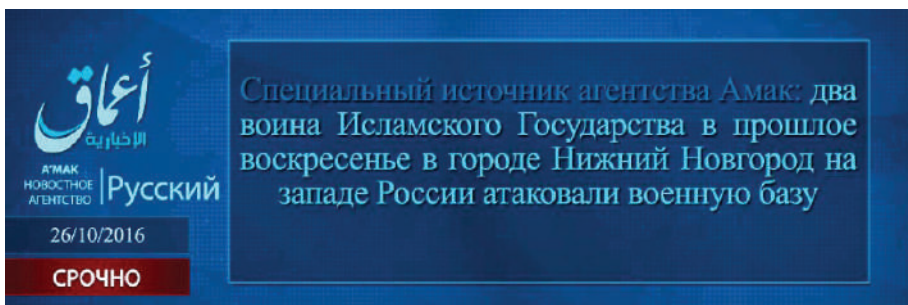 أعماق
الإخبارية
А'МАК
НОВОСТНОЕ
АГЕНТСТВО
Русский
26/10/2016
СРОЧНО
Специальный источник агентства Амак: два
воина Исламского Государства в прошлое
воскресенье в городе Нижний Новгород на
западе России атаковали военную базу